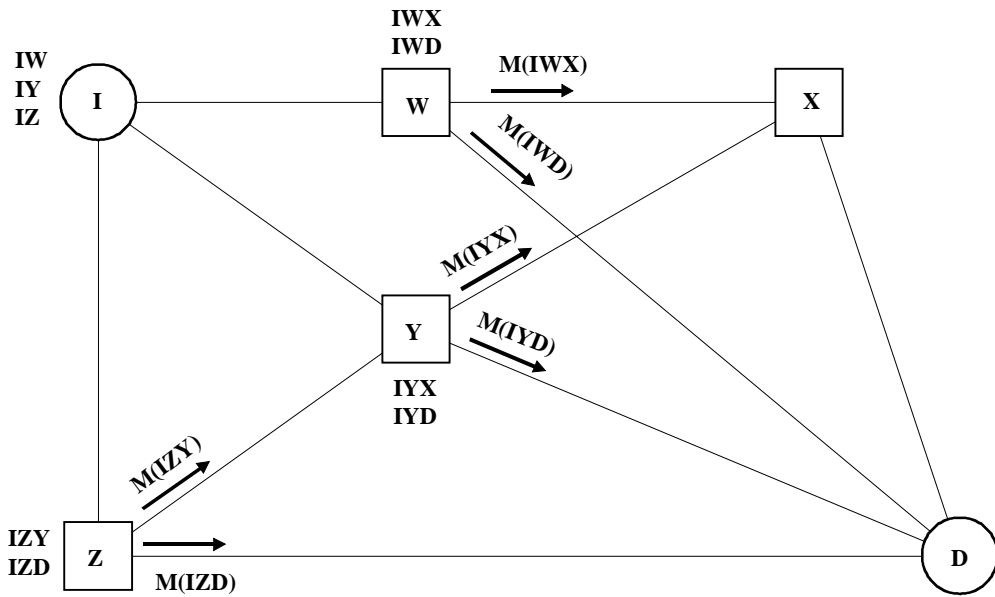 IWX
IWD
IW
IY
IZ
I
W
M(IWX)
X
M(IWD)
M(IYX)
Y
M(IYD)
IYX
IYD
M(IZY)
IZY
IZD
Z
M(IZD)
D